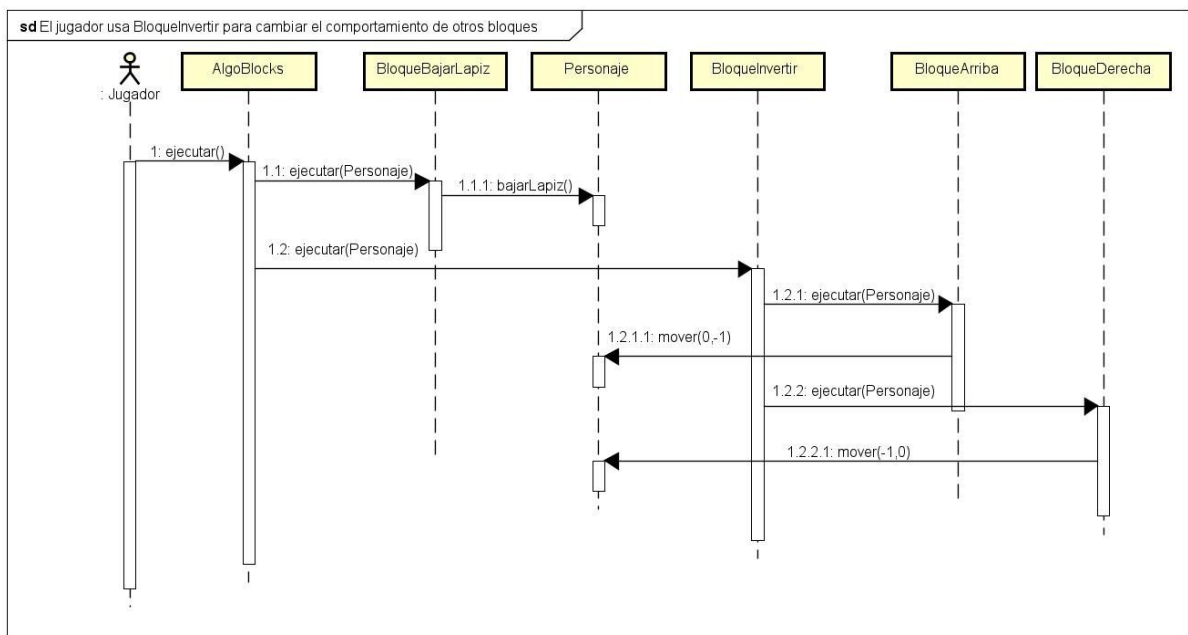 sd El jugador usa BloqueInvertir para cambiar el comportamiento de otros bloques
: Jugador
AlgoBlocks
BloqueBajarLapiz
Personaje
BloqueInvertir
BloqueArriba
BloqueDerecha
1: ejecutar()
1.1: ejecutar(Personaje)
1.1.1: bajarLapiz()
1.2: ejecutar(Personaje)
1.2.1: ejecutar(Personaje)
1.2.1.1: mover(0,-1)
1.2.2: ejecutar(Personaje)
1.2.2.1: mover(-1,0)